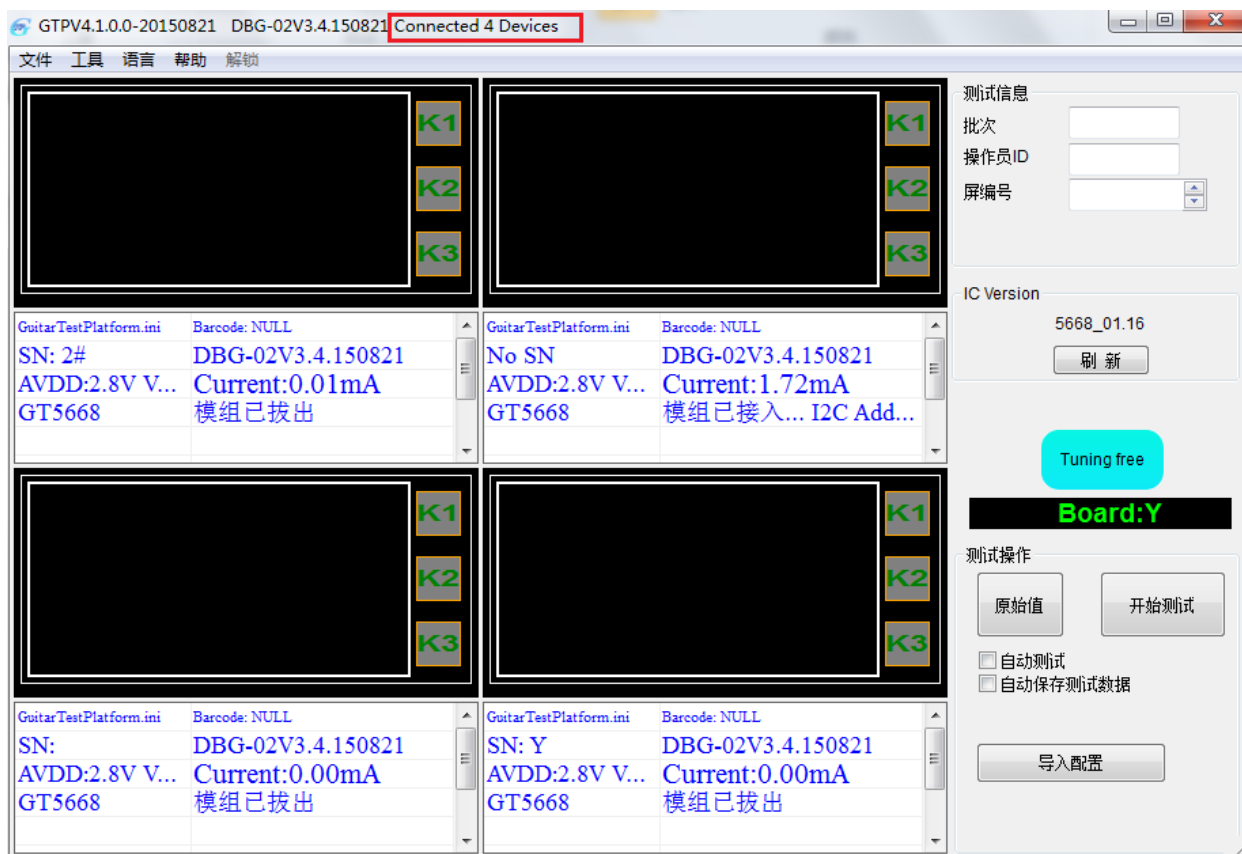 GTPV4.1.0.0-20150821 DBG-02V3.4.150821 Connected 4 Devices
文件 工具 语言 帮助 解锁
K1
K2
K3
GuitarTestPlatform.ini Barcode: NULL
SN: 2# DBG-02V3.4.150821
AVDD:2.8V V... Current:0.01mA
GT5668 模组已拔出
K1
K2
K3
GuitarTestPlatform.ini Barcode: NULL
No SN DBG-02V3.4.150821
AVDD:2.8V V... Current:1.72mA
GT5668 模组已接入... I2C Add...
K1
K2
K3
GuitarTestPlatform.ini Barcode: NULL
SN: DBG-02V3.4.150821
AVDD:2.8V V... Current:0.00mA
GT5668 模组已拔出
K1
K2
K3
GuitarTestPlatform.ini Barcode: NULL
SN: Y DBG-02V3.4.150821
AVDD:2.8V V... Current:0.00mA
GT5668 模组已拔出
测试信息
批次
操作员ID
屏编号
IC Version
5668_01.16
刷 新
Tuning free
Board:Y
测试操作
原始值 开始测试
自动测试
自动保存测试数据
导入配置